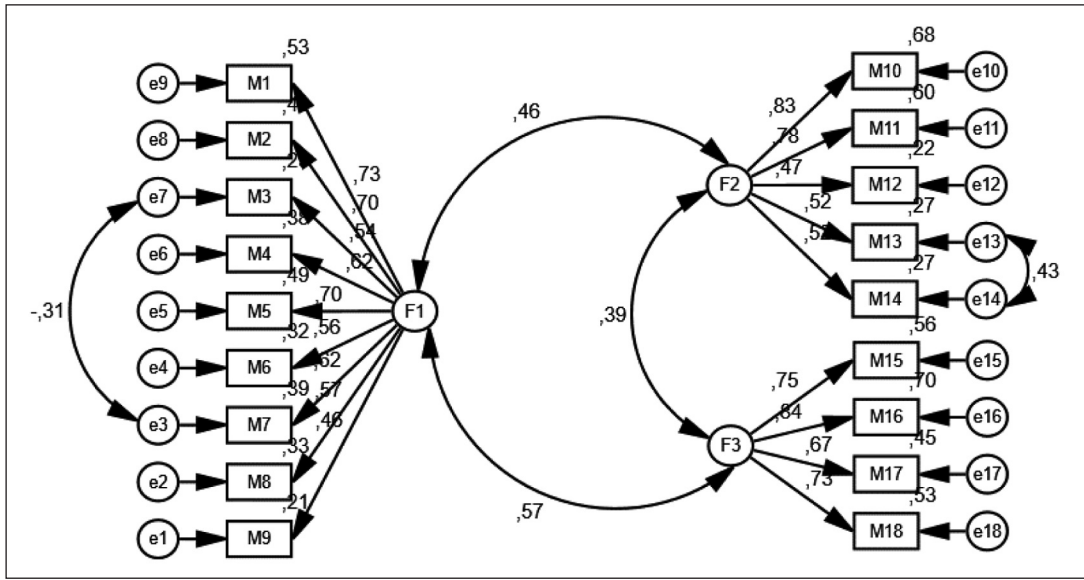 ,53
e9 M1
e8 M2
e7 M3
,38
e6 M4
,49
e5 M5
,32
e4 M6
,39
e3 M7
,33
e2 M8
,21
e1 M9
-,31
,73
,70
,54
,62
,70
,56
,62
,57
,46
F1
,46
,39
,57
F2
,83
,78
,47
,52
F3
,75
,84
,67
,73
,68
M10 e10
,60
M11 e11
,22
M12 e12
,27
M13 e13
,27
M14 e14
,43
,56
M15 e15
,70
M16 e16
,45
M17 e17
,53
M18 e18